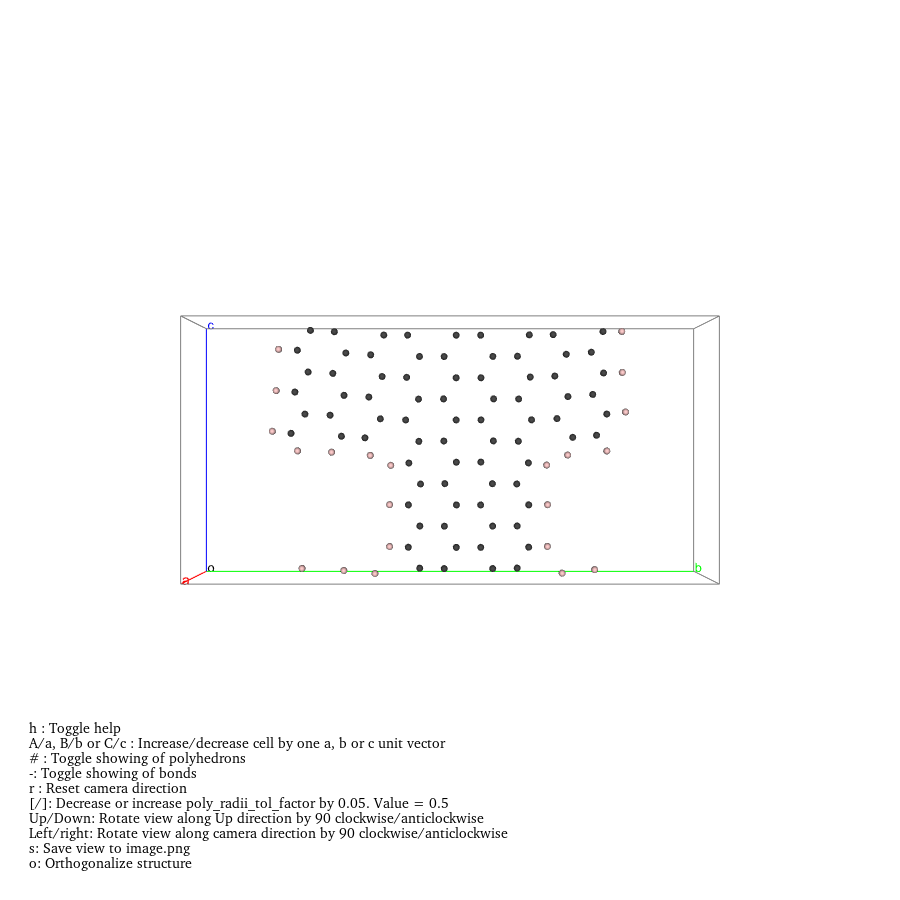 c
o
a
b
h : Toggle help
A/a, B/b or C/c : Increase/decrease cell by one a, b or c unit vector
# : Toggle showing of polyhedrons
-: Toggle showing of bonds
r : Reset camera direction
[/]: Decrease or increase poly_radii_tol_factor by 0.05. Value = 0.5
Up/Down: Rotate view along Up direction by 90 clockwise/anticlockwise
Left/right: Rotate view along camera direction by 90 clockwise/anticlockwise
s: Save view to image.png
o: Orthogonalize structure